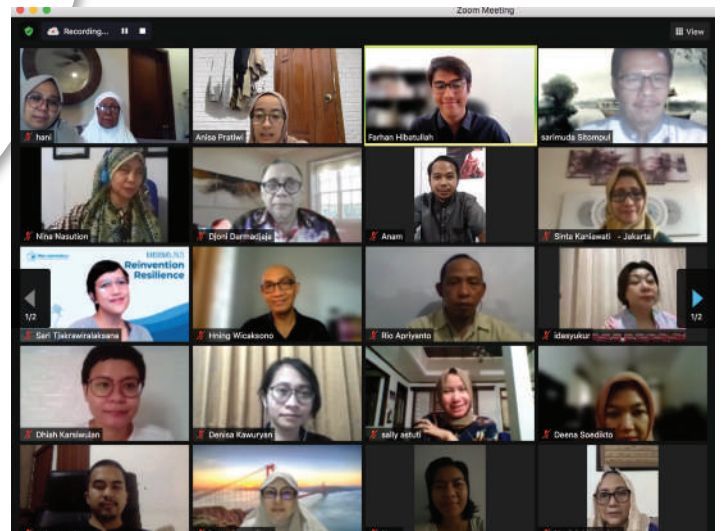 Zoom Meeting
Recording...
View
hani
Anisa Pratiwi
Farhan Hibatullah
sarimuda Sitompul
Nina Nasution
Djoni Darmadjaja
Anam
Sinta Kaniawati - Jakarta
Reinvention
Resilience
1/2
1/2
Sari Tjakrawiralaksana
Hning Wicaksono
Rio Apriyanto
idasyukur
Dhiah Karsiwulan
Denisa Kawuryan
sally astuti
Deena Soedikto